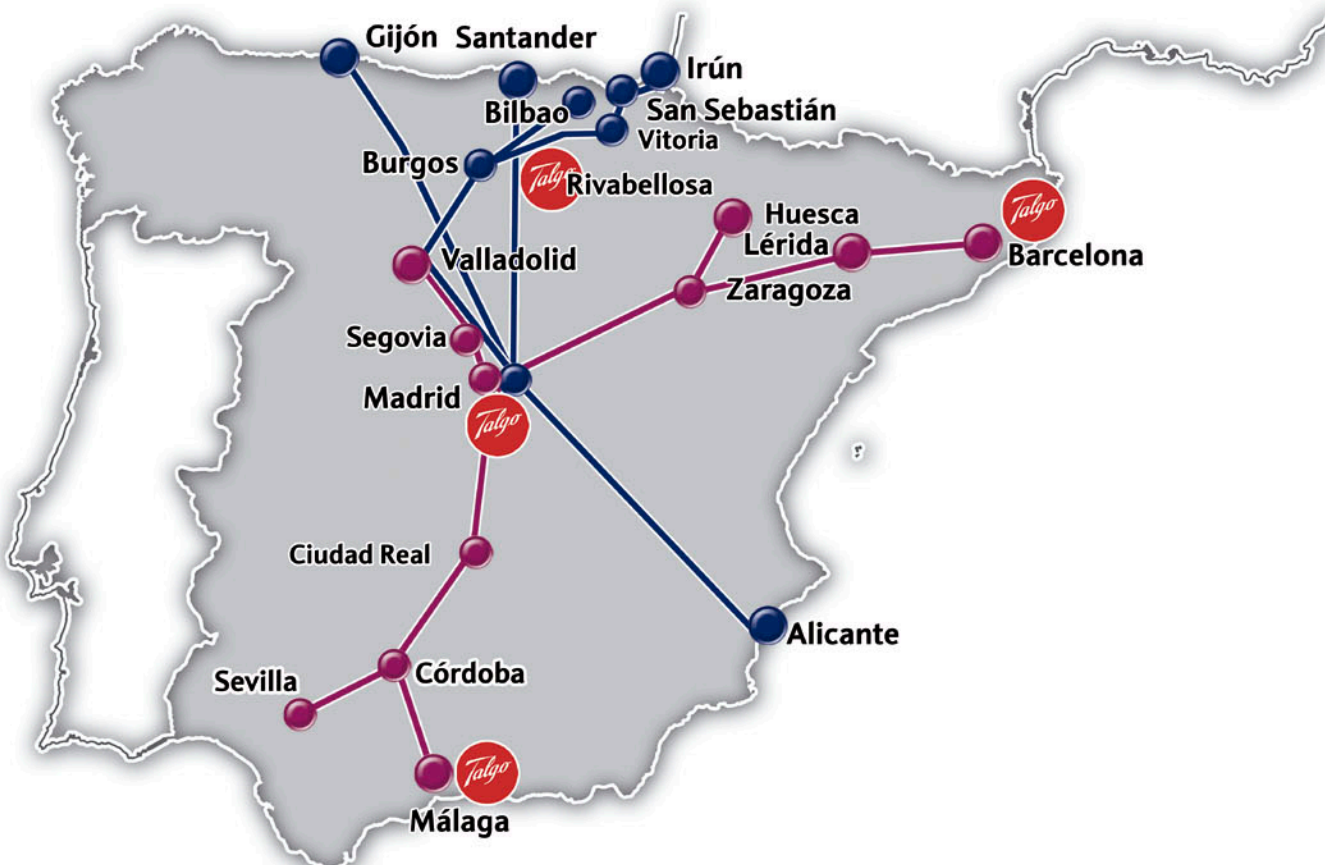 Gijón
Santander
Irún
Bilbao
San Sebastián
Vitoria
Burgos
Talgo
Rivabellosa
Talgo
Huesca
Lérida
Barcelona
Valladolid
Zaragoza
Segovia
Madrid
Talgo
Ciudad Real
Alicante
Córdoba
Sevilla
Talgo
Málaga